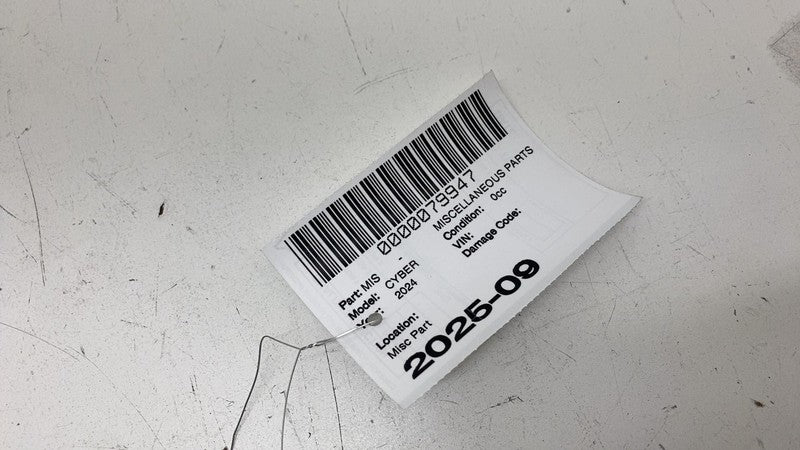 0000079947
Part: MIS - MISCELLANEOUS PARTS
Model: CYBER Condition: 0cc
2024 VIN:
Damage Code:
Location:
Misc Part
2025-09